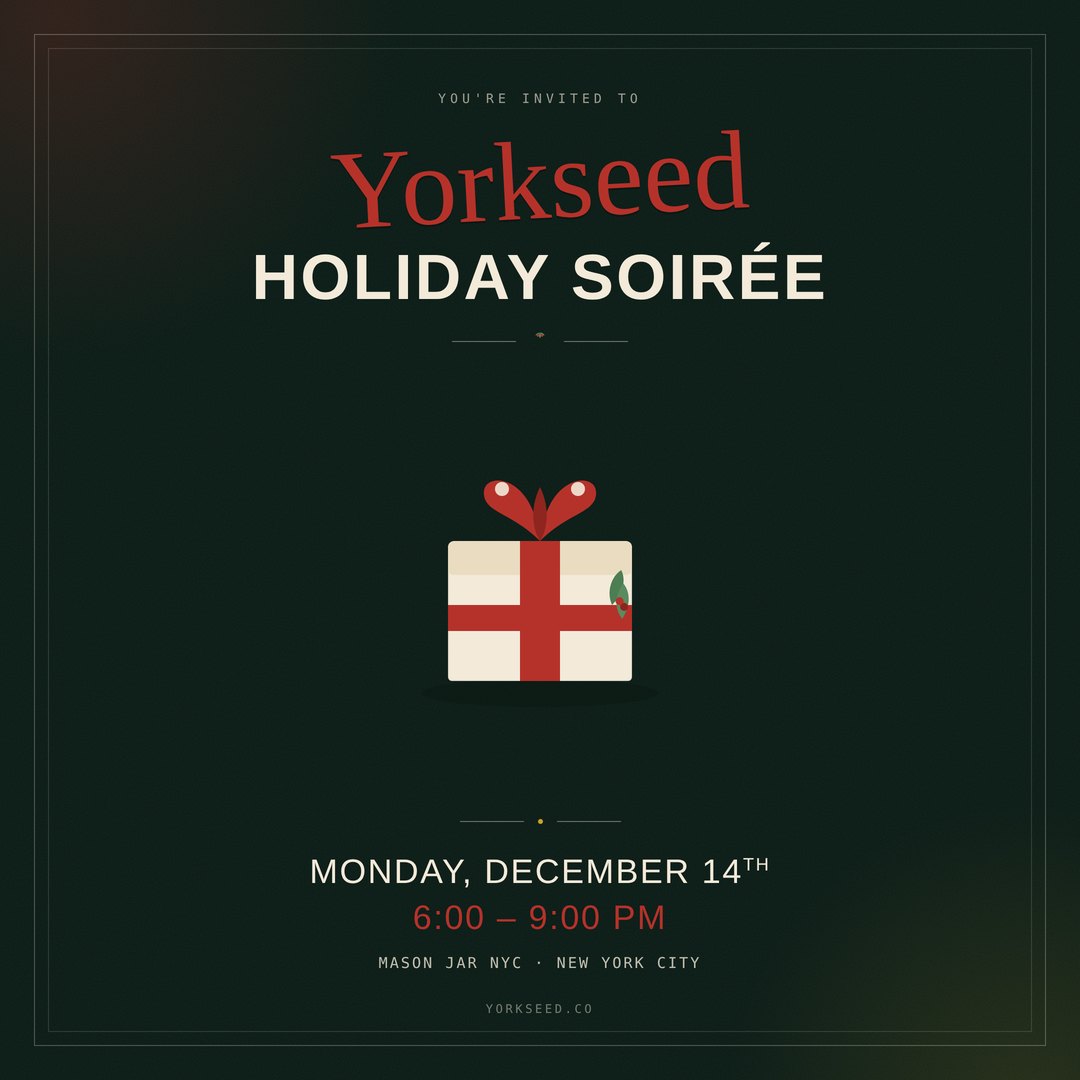 YOU'RE INVITED TO
Yorkseed
HOLIDAY SOIRÉE
MONDAY, DECEMBER 14TH
6:00 – 9:00 PM
MASON JAR NYC · NEW YORK CITY
YORKSEED.CO